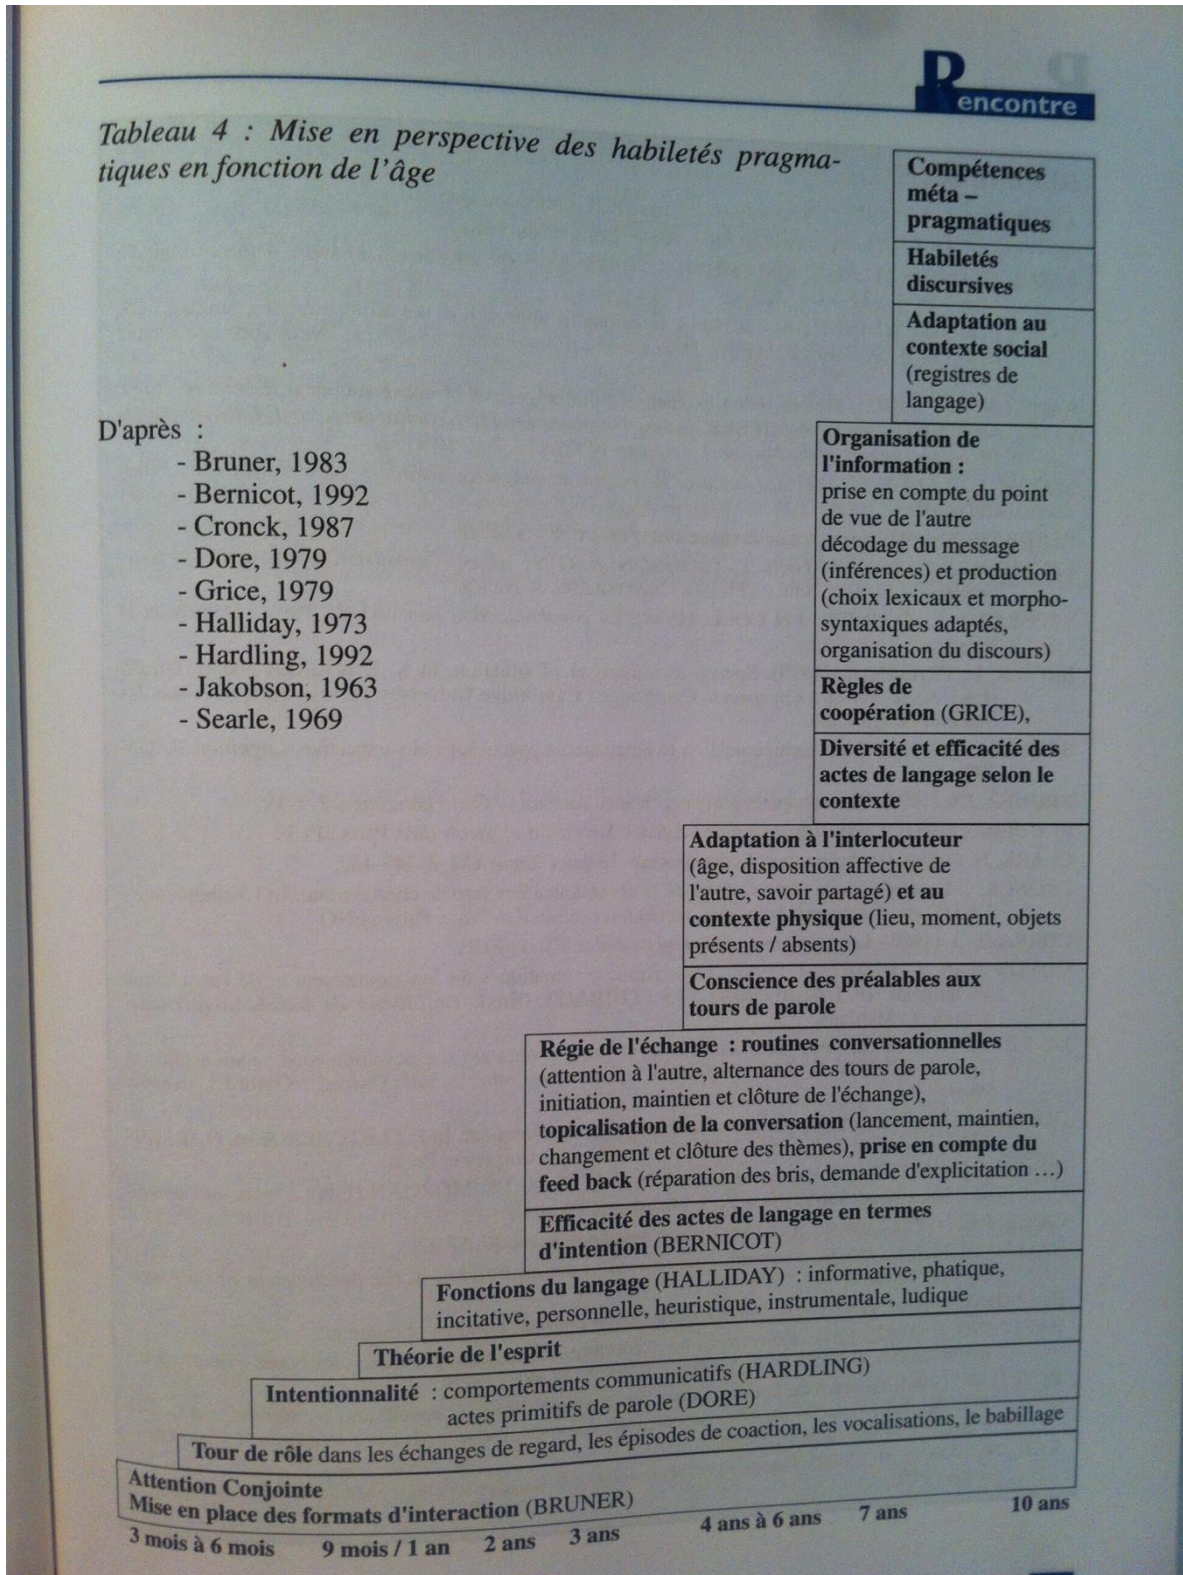 Rencontre
Tableau 4 : Mise en perspective des habiletés pragma-
tiques en fonction de l'âge
Compétences
méta –
pragmatiques
Habiletés
discursives
Adaptation au
contexte social
(registres de
langage)
D'après :
- Bruner, 1983
- Bernicot, 1992
- Cronck, 1987
- Dore, 1979
- Grice, 1979
- Halliday, 1973
- Hardling, 1992
- Jakobson, 1963
- Searle, 1969
Organisation de
l'information :
prise en compte du point
de vue de l'autre
décodage du message
(inférences) et production
(choix lexicaux et morpho-
syntaxiques adaptés,
organisation du discours)
Règles de
coopération (GRICE),
Diversité et efficacité des
actes de langage selon le
contexte
Adaptation à l'interlocuteur
(âge, disposition affective de
l'autre, savoir partagé) et au
contexte physique (lieu, moment, objets
présents / absents)
Conscience des préalables aux
tours de parole
Régie de l'échange : routines conversationnelles
(attention à l'autre, alternance des tours de parole,
initiation, maintien et clôture de l'échange),
topicalisation de la conversation (lancement, maintien,
changement et clôture des thèmes), prise en compte du
feed back (réparation des bris, demande d'explicitation ...)
Efficacité des actes de langage en termes
d'intention (BERNICOT)
Fonctions du langage (HALLIDAY) : informative, phatique,
incitative, personnelle, heuristique, instrumentale, ludique
Théorie de l'esprit
Intentionnalité : comportements communicatifs (HARDLING)
actes primitifs de parole (DORE)
Tour de rôle dans les échanges de regard, les épisodes de coaction, les vocalisations, le babillage
Attention Conjointe
Mise en place des formats d'interaction (BRUNER)
3 mois à 6 mois 9 mois / 1 an 2 ans 3 ans 4 ans à 6 ans 7 ans 10 ans